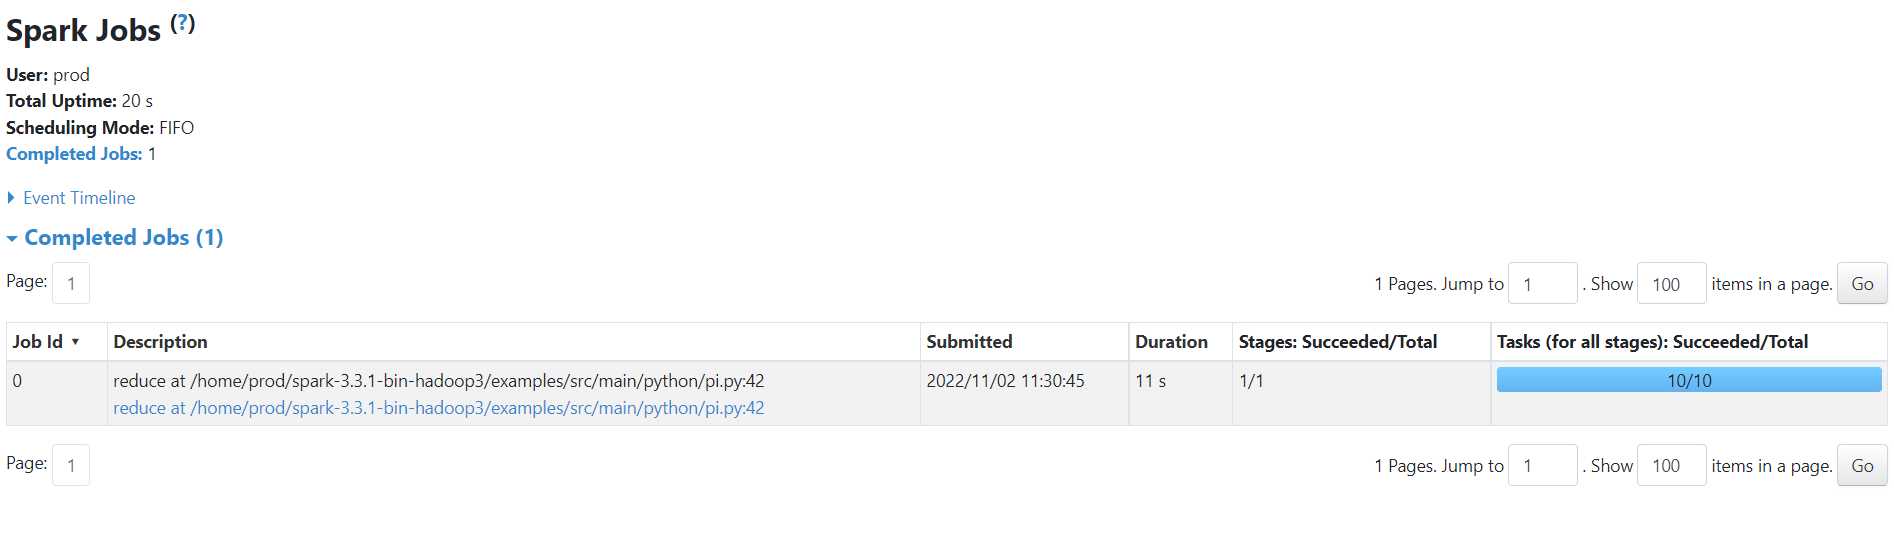 Spark Jobs (?)
User: prod
Total Uptime: 20 s
Scheduling Mode: FIFO
Completed Jobs: 1
Event Timeline
Completed Jobs (1)
Page: 1 1 Pages. Jump to 1 . Show 100 items in a page. Go
Job Id ▾ Description Submitted Duration Stages: Succeeded/Total Tasks (for all stages): Succeeded/Total
0 reduce at /home/prod/spark-3.3.1-bin-hadoop3/examples/src/main/python/pi.py:42 2022/11/02 11:30:45 11 s 1/1 10/10
reduce at /home/prod/spark-3.3.1-bin-hadoop3/examples/src/main/python/pi.py:42
Page: 1 1 Pages. Jump to 1 . Show 100 items in a page. Go